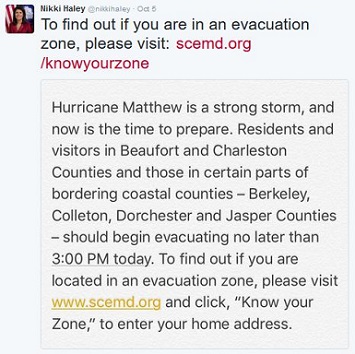 Nikki Haley @nikkihaley · Oct 5
To find out if you are in an evacuation
zone, please visit: scemd.org
/knowyourzone
Hurricane Matthew is a strong storm, and
now is the time to prepare. Residents and
visitors in Beaufort and Charleston
Counties and those in certain parts of
bordering coastal counties – Berkeley,
Colleton, Dorchester and Jasper Counties
– should begin evacuating no later than
3:00 PM today. To find out if you are
located in an evacuation zone, please visit
www.scemd.org and click, “Know your
Zone,” to enter your home address.